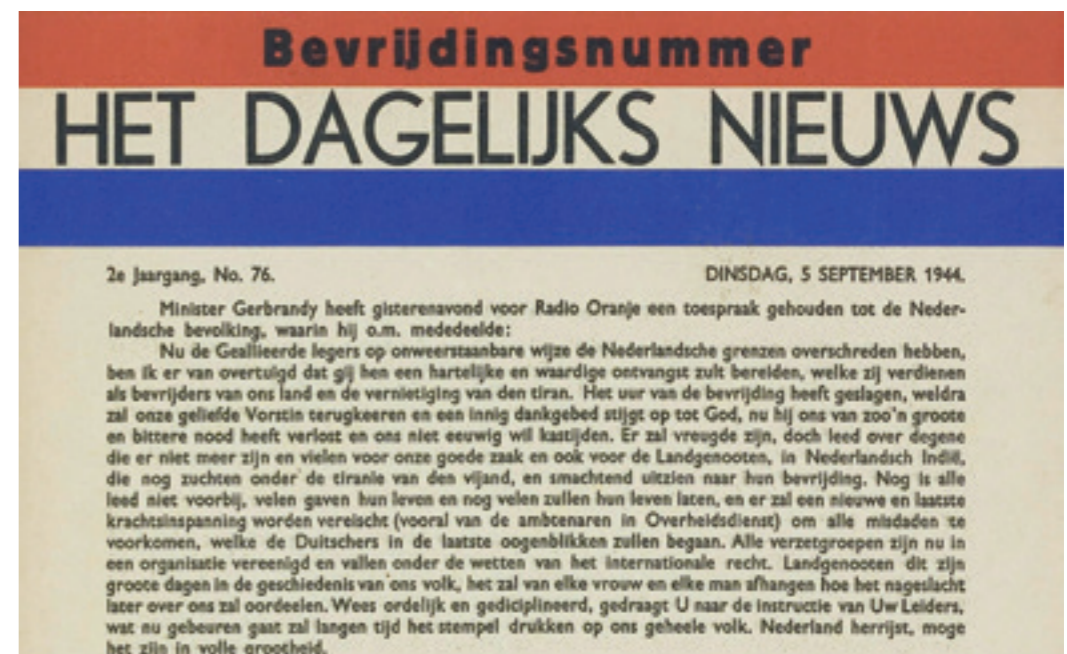 Bevrijdingsnummer
HET DAGELIJKS NIEUWS
2e Jaargang, No. 76. DINSDAG, 5 SEPTEMBER 1944.
Minister Gerbrandy heeft gisterenavond voor Radio Oranje een toespraak gehouden tot de Neder-
landsche bevolking, waarin hij o.m. mededeelde:
Nu de Geallieerde legers op onweerstaanbare wijze de Nederlandsche grenzen overschreden hebben,
ben ik er van overtuigd dat gij hen een hartelijke en waardige ontvangst zult bereiden, welke zij verdienen
als bevrijders van ons land en de vernietiging van den tiran. Het uur van de bevrijding heeft geslagen, weldra
zal onze geliefde Vorstin terugkeeren en een innig dankgebed stijgt op tot God, nu hij ons van zoo'n groote
en bittere nood heeft verlost en ons niet eeuwig wil kastijden. Er zal vreugde zijn, doch leed over degene
die er niet meer zijn en vielen voor onze goede zaak en ook voor de Landgenooten, in Nederlandsch Indië,
die nog zuchten onder de tiranie van den vijand, en smachtend uitzien naar hun bevrijding. Nog is alle
leed niet voorbij, velen gaven hun leven en nog velen zullen hun leven laten, en er zal een nieuwe en laatste
krachtsinspanning worden vereischt (vooral van de ambtenaren in Overheidsdienst) om alle misdaden te
voorkomen, welke de Duitschers in de laatste oogenblikken zullen begaan. Alle verzetgroepen zijn nu in
een organisatie vereenigd en vallen onder de wetten van het internationale recht. Landgenooten dit zijn
groote dagen in de geschiedenis van ons volk, het zal van elke vrouw en elke man afhangen hoe het nageslacht
later over ons zal oordeelen. Wees ordelijk en gediciplineerd, gedraagt U naar de instructie van Uw Leiders,
wat nu gebeuren gaat zal langen tijd het stempel drukken op ons geheele volk. Nederland herrijst, moge
het zijn in volle grootheid.